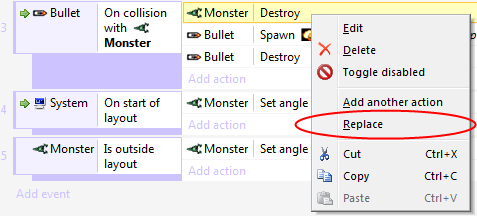 3
Bullet
On collision
with
Monster
Monster Destroy
Bullet Spawn
Bullet Destroy
Add action
4
System
On start of
layout
Monster Set angle
Add action
5
Monster
Is outside
layout
Monster Set angle
Add action
Add event
Edit
Delete
Toggle disabled
Add another action
Replace
Cut Ctrl+X
Copy Ctrl+C
Paste Ctrl+V